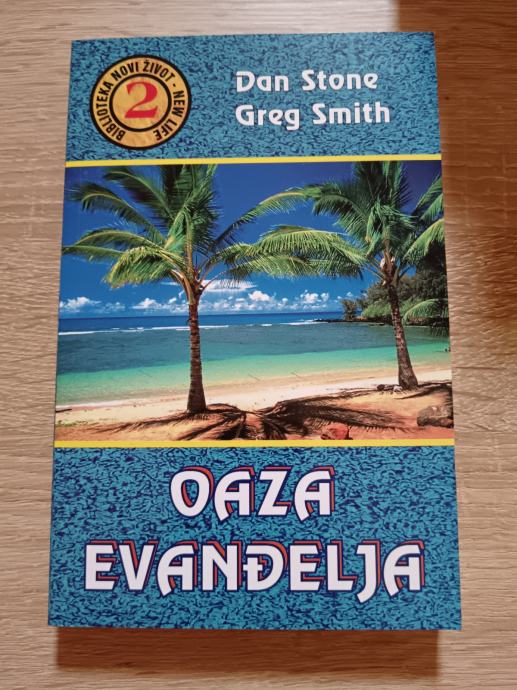 BIBLIOTEKA NOVI ŽIVOT - NEW LIFE
2
Dan Stone
Greg Smith
OAZA
EVANĐELJA